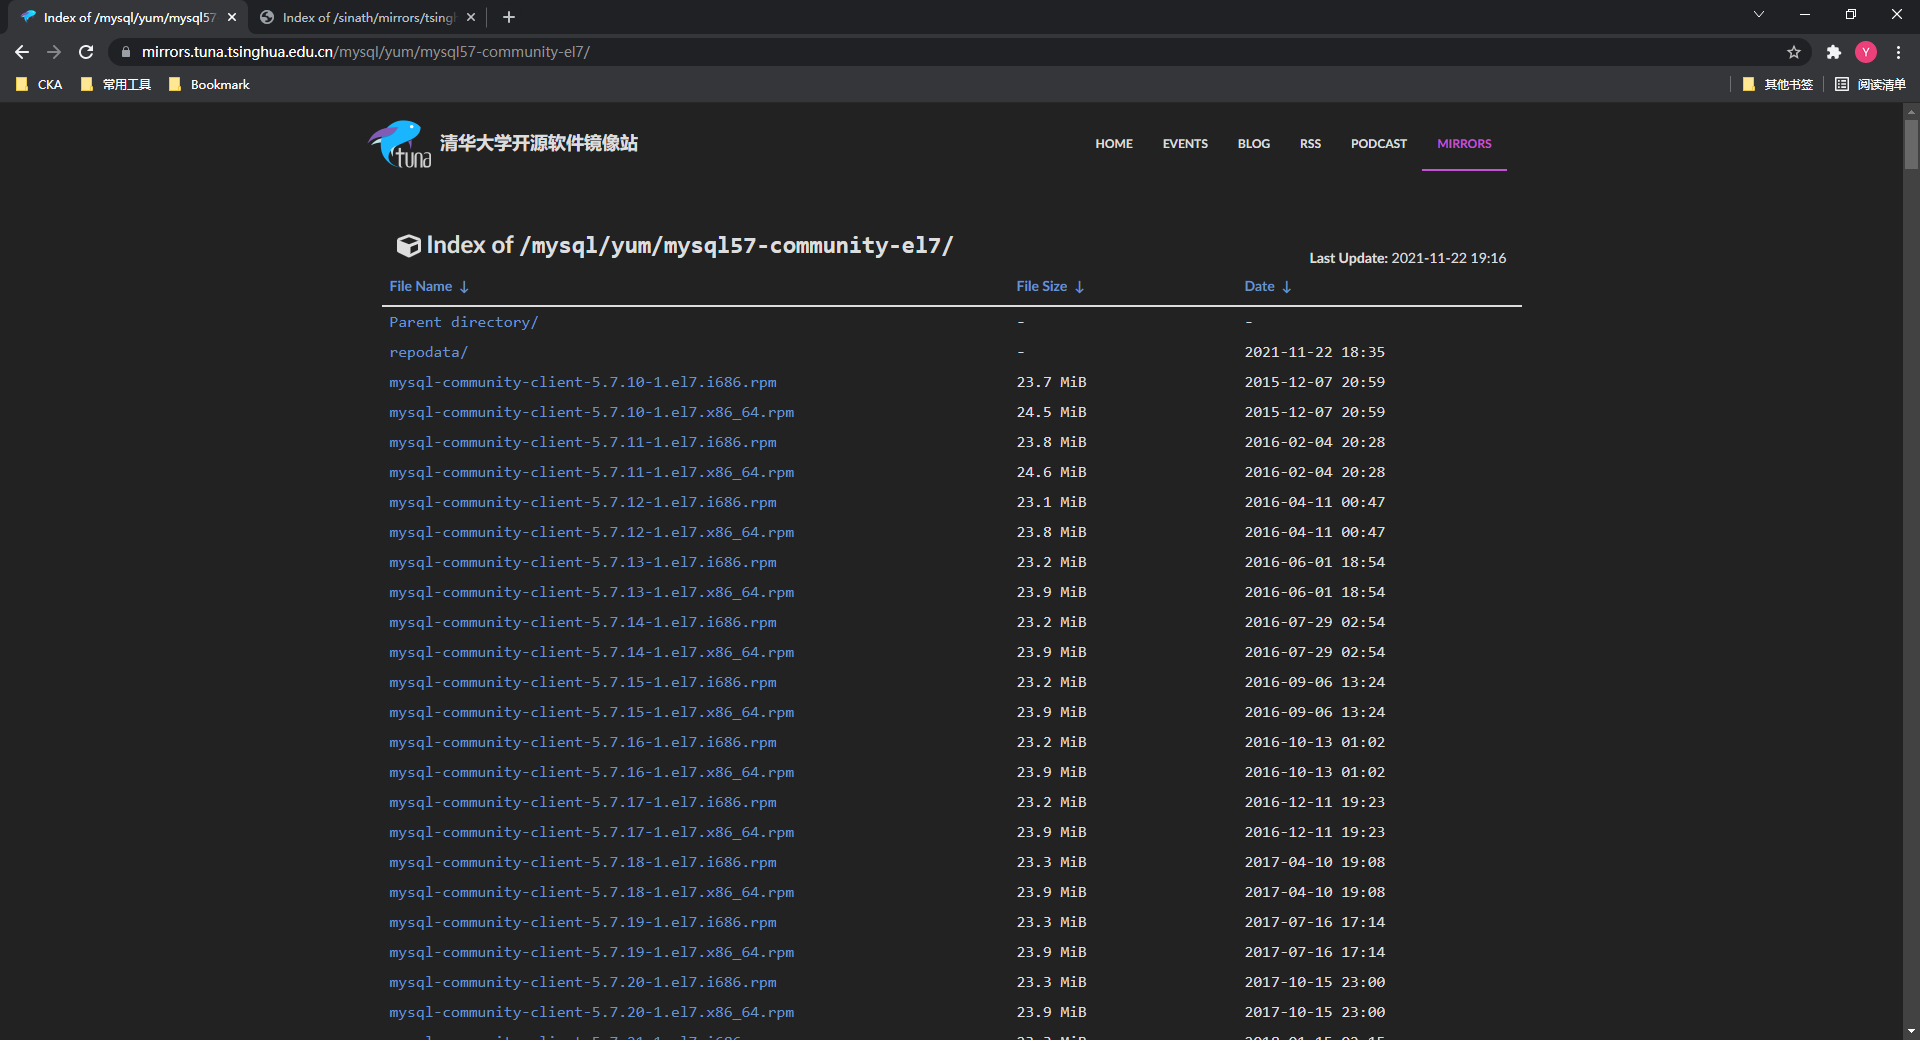 Index of /mysql/yum/mysql57
Index of /sinath/mirrors/tsingh
mirrors.tuna.tsinghua.edu.cn/mysql/yum/mysql57-community-el7/
Y
CKA
常用工具
Bookmark
其他书签
阅读清单
tuna
清华大学开源软件镜像站
HOME
EVENTS
BLOG
RSS
PODCAST
MIRRORS
Index of /mysql/yum/mysql57-community-el7/
Last Update: 2021-11-22 19:16
File Name ↓ File Size ↓ Date ↓
Parent directory/ - -
repodata/ - 2021-11-22 18:35
mysql-community-client-5.7.10-1.el7.i686.rpm 23.7 MiB 2015-12-07 20:59
mysql-community-client-5.7.10-1.el7.x86_64.rpm 24.5 MiB 2015-12-07 20:59
mysql-community-client-5.7.11-1.el7.i686.rpm 23.8 MiB 2016-02-04 20:28
mysql-community-client-5.7.11-1.el7.x86_64.rpm 24.6 MiB 2016-02-04 20:28
mysql-community-client-5.7.12-1.el7.i686.rpm 23.1 MiB 2016-04-11 00:47
mysql-community-client-5.7.12-1.el7.x86_64.rpm 23.8 MiB 2016-04-11 00:47
mysql-community-client-5.7.13-1.el7.i686.rpm 23.2 MiB 2016-06-01 18:54
mysql-community-client-5.7.13-1.el7.x86_64.rpm 23.9 MiB 2016-06-01 18:54
mysql-community-client-5.7.14-1.el7.i686.rpm 23.2 MiB 2016-07-29 02:54
mysql-community-client-5.7.14-1.el7.x86_64.rpm 23.9 MiB 2016-07-29 02:54
mysql-community-client-5.7.15-1.el7.i686.rpm 23.2 MiB 2016-09-06 13:24
mysql-community-client-5.7.15-1.el7.x86_64.rpm 23.9 MiB 2016-09-06 13:24
mysql-community-client-5.7.16-1.el7.i686.rpm 23.2 MiB 2016-10-13 01:02
mysql-community-client-5.7.16-1.el7.x86_64.rpm 23.9 MiB 2016-10-13 01:02
mysql-community-client-5.7.17-1.el7.i686.rpm 23.2 MiB 2016-12-11 19:23
mysql-community-client-5.7.17-1.el7.x86_64.rpm 23.9 MiB 2016-12-11 19:23
mysql-community-client-5.7.18-1.el7.i686.rpm 23.3 MiB 2017-04-10 19:08
mysql-community-client-5.7.18-1.el7.x86_64.rpm 23.9 MiB 2017-04-10 19:08
mysql-community-client-5.7.19-1.el7.i686.rpm 23.3 MiB 2017-07-16 17:14
mysql-community-client-5.7.19-1.el7.x86_64.rpm 23.9 MiB 2017-07-16 17:14
mysql-community-client-5.7.20-1.el7.i686.rpm 23.3 MiB 2017-10-15 23:00
mysql-community-client-5.7.20-1.el7.x86_64.rpm 23.9 MiB 2017-10-15 23:00